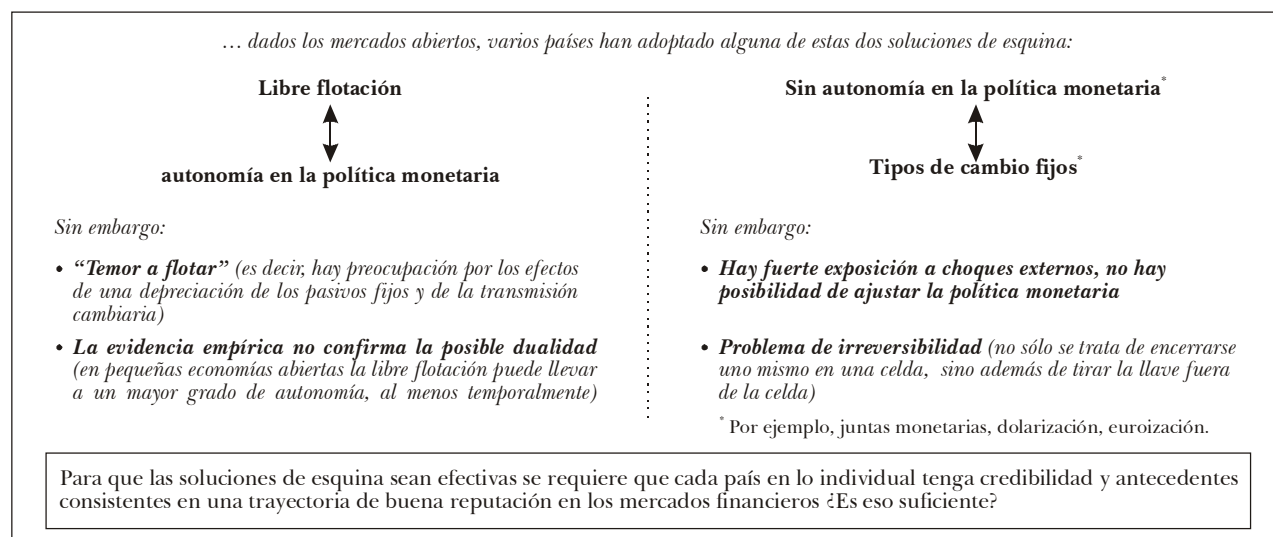 … dados los mercados abiertos, varios países han adoptado alguna de estas dos soluciones de esquina:
Libre flotación
autonomía en la política monetaria
Sin embargo:
• “Temor a flotar” (es decir, hay preocupación por los efectos
de una depreciación de los pasivos fijos y de la transmisión
cambiaria)
• La evidencia empírica no confirma la posible dualidad
(en pequeñas economías abiertas la libre flotación puede llevar
a un mayor grado de autonomía, al menos temporalmente)
Sin autonomía en la política monetaria*
Tipos de cambio fijos*
Sin embargo:
• Hay fuerte exposición a choques externos, no hay
posibilidad de ajustar la política monetaria
• Problema de irreversibilidad (no sólo se trata de encerrarse
uno mismo en una celda, sino además de tirar la llave fuera
de la celda)
* Por ejemplo, juntas monetarias, dolarización, euroización.
Para que las soluciones de esquina sean efectivas se requiere que cada país en lo individual tenga credibilidad y antecedentes
consistentes en una trayectoria de buena reputación en los mercados financieros ¿Es eso suficiente?